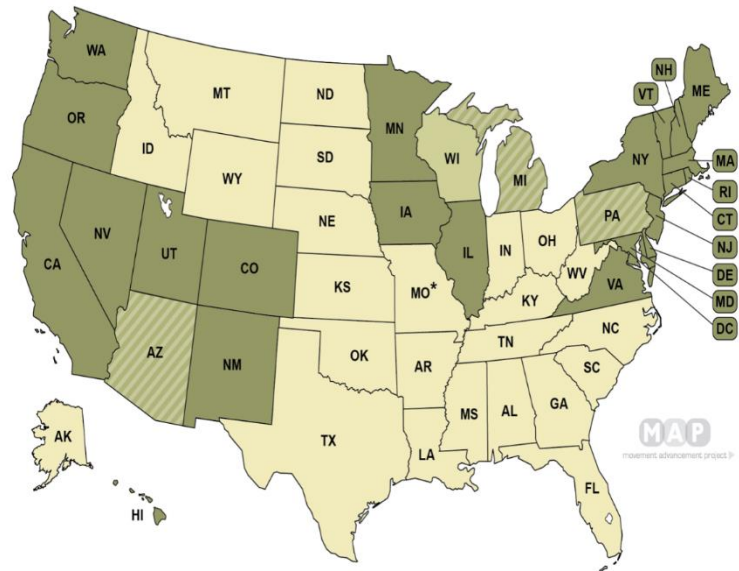 WA
NH
VT
ME
MT
ND
OR
MN
ID
SD
WI
NY
MA
WY
MI
RI
CT
IA
PA
NE
NJ
NV
OH
IL
IN
DE
UT
CO
WV
VA
MD
CA
KS
MO*
KY
DC
NC
TN
AZ
OK
NM
AR
SC
MS
AL
GA
AK
TX
LA
MAP
movement advancement project
FL
HI